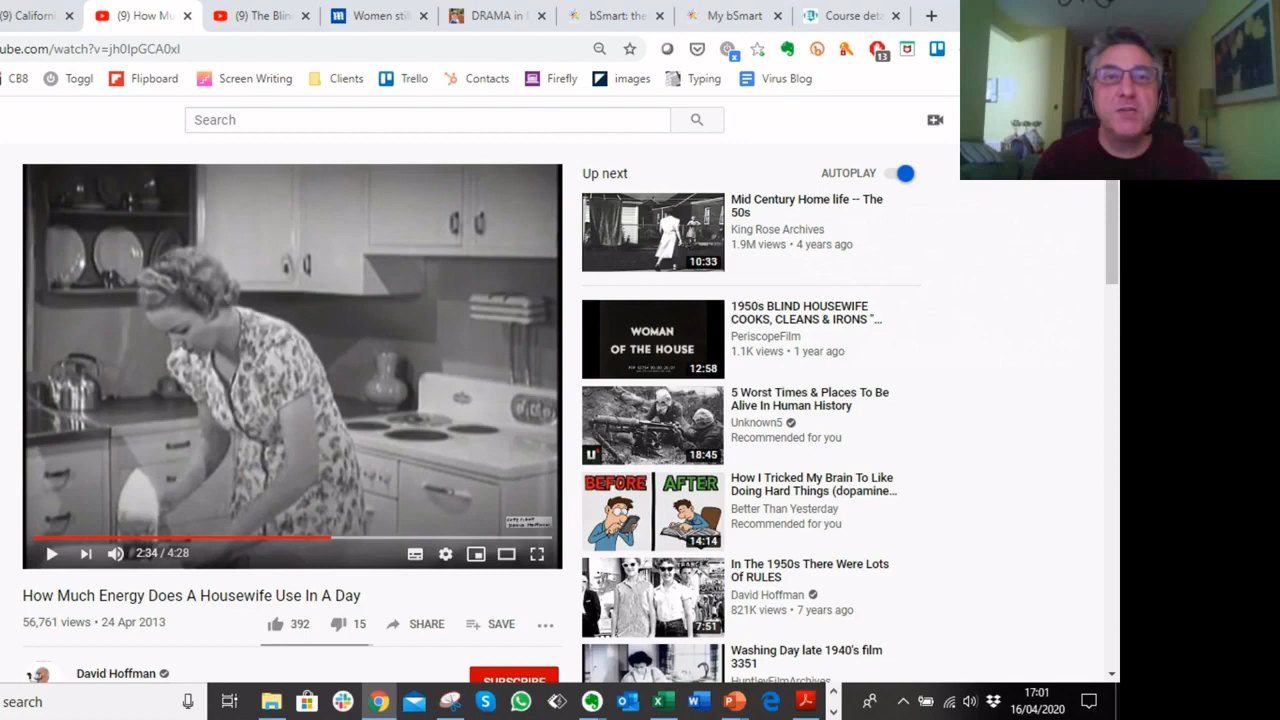 (9) Californi
(9) How Mu
(9) The Blin
Women stil
DRAMA in
bSmart: the
My bSmart
Course deta
ube.com/watch?v=jh0IpGCA0xI
13
CB8
Toggl
Flipboard
Screen Writing
Clients
Trello
Contacts
Firefly
images
Typing
Virus Blog
Search
Up next
AUTOPLAY
Mid Century Home life -- The
50s
King Rose Archives
1.9M views • 4 years ago
10:33
WOMAN
OF THE HOUSE
12:58
1950s BLIND HOUSEWIFE
COOKS, CLEANS & IRONS "...
PeriscopeFilm
1.1K views • 1 year ago
18:45
5 Worst Times & Places To Be
Alive In Human History
Unknown5
Recommended for you
BEFORE AFTER
14:14
How I Tricked My Brain To Like
Doing Hard Things (dopamine...
Better Than Yesterday
Recommended for you
7:51
In The 1950s There Were Lots
Of RULES
David Hoffman
821K views • 7 years ago
Washing Day late 1940's film
3351
HuntleyFilmArchives
2:34 / 4:28
How Much Energy Does A Housewife Use In A Day
56,761 views • 24 Apr 2013
392
15
SHARE
SAVE
David Hoffman
SUBSCRIBE
search
17:01
16/04/2020